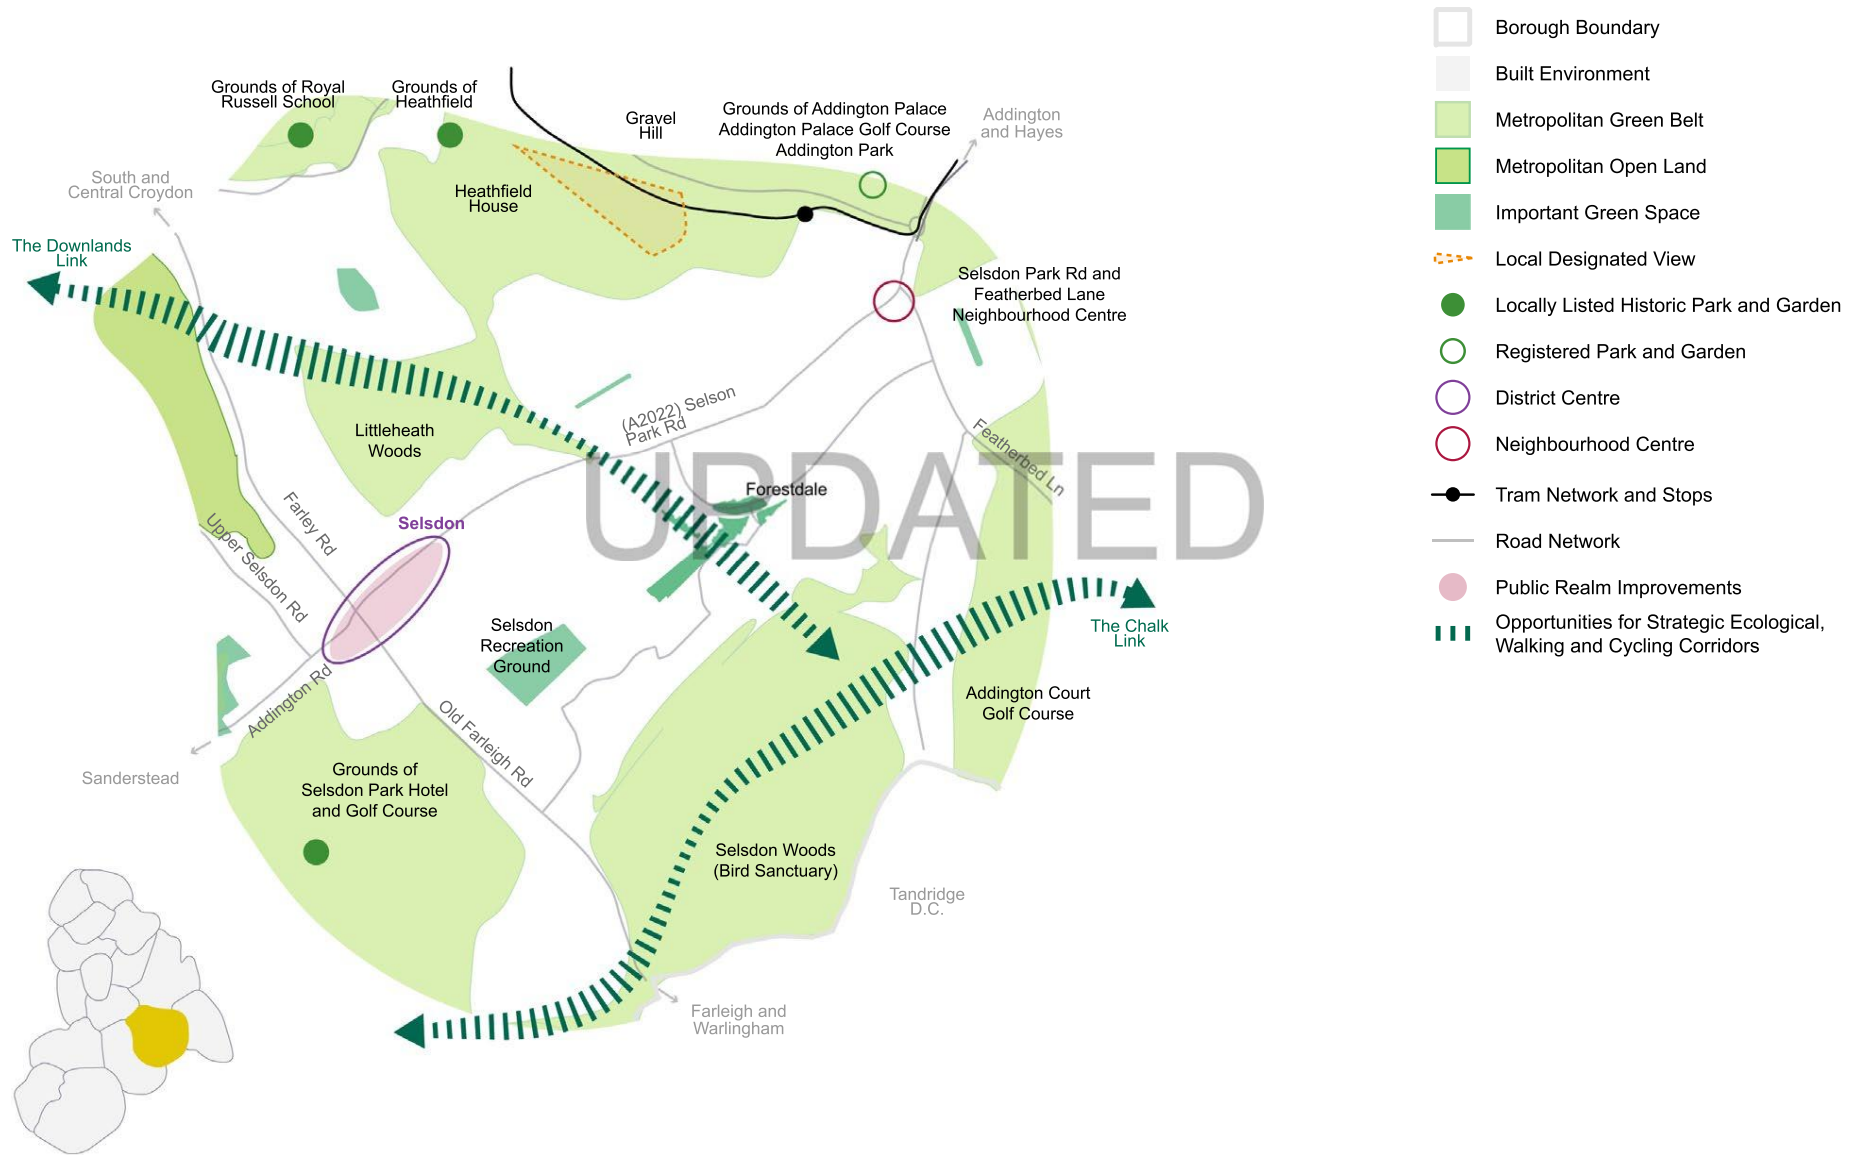 Grounds of Royal
Russell School
Grounds of
Heathfield
Gravel
Hill
Grounds of Addington Palace
Addington Palace Golf Course
Addington Park
Addington
and Hayes
South and
Central Croydon
Heathfield
House
The Downlands
Link
Selsdon Park Rd and
Featherbed Lane
Neighbourhood Centre
(A2022) Selson
Park Rd
Littleheath
Woods
Featherbed Ln
UPDATED
Forestdale
Farley Rd
Selsdon
Upper Selsdon Rd
Selsdon
Recreation
Ground
The Chalk
Link
Addington Rd
Addington Court
Golf Course
Old Farleigh Rd
Sanderstead
Grounds of
Selsdon Park Hotel
and Golf Course
Selsdon Woods
(Bird Sanctuary)
Tandridge
D.C.
Farleigh and
Warlingham
Borough Boundary
Built Environment
Metropolitan Green Belt
Metropolitan Open Land
Important Green Space
Local Designated View
Locally Listed Historic Park and Garden
Registered Park and Garden
District Centre
Neighbourhood Centre
Tram Network and Stops
Road Network
Public Realm Improvements
Opportunities for Strategic Ecological,
Walking and Cycling Corridors